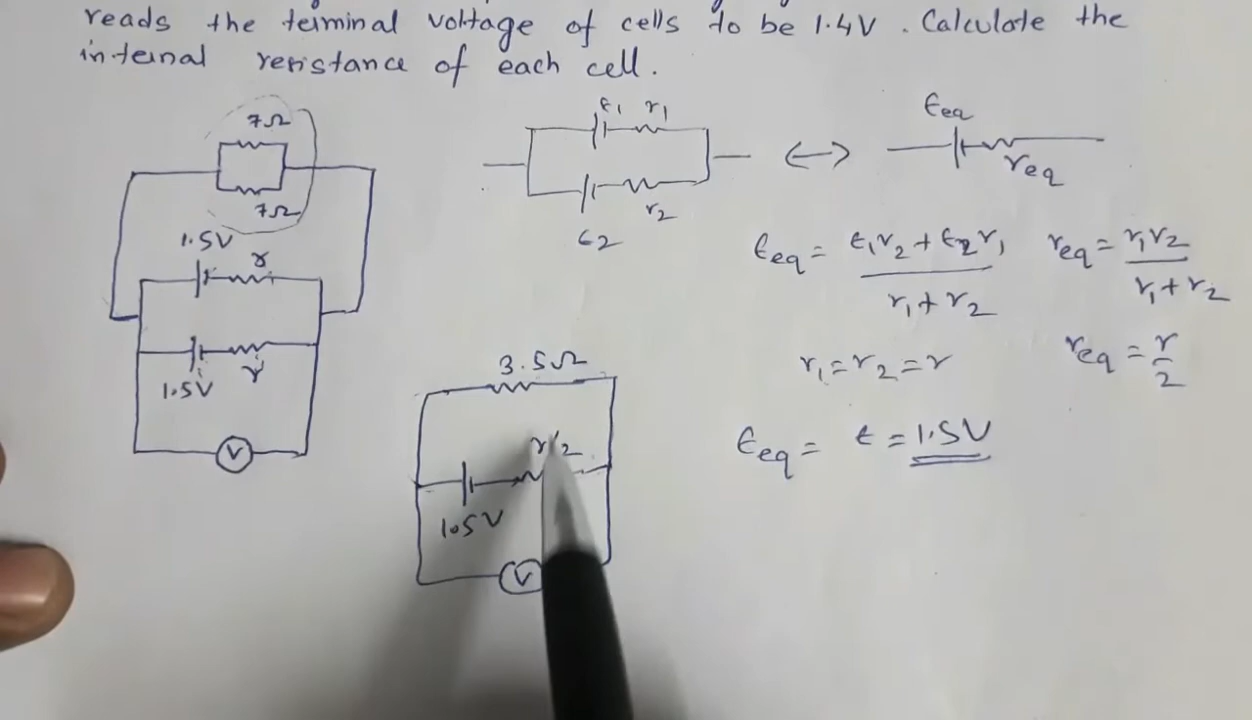 reads the terminal voltage of cells to be 1.4V. Calculate the
internal resistance of each cell.
7Ω
7Ω
1.5V
r
1.5V
r
ε1 r1
ε2 r2
εeq
req
εeq = ε1r2 + ε2r1 / r1 + r2
req = r1r2 / r1 + r2
r1 = r2 = r
req = r/2
εeq = ε = 1.5V
3.5Ω
r/2
1.5V
V
V